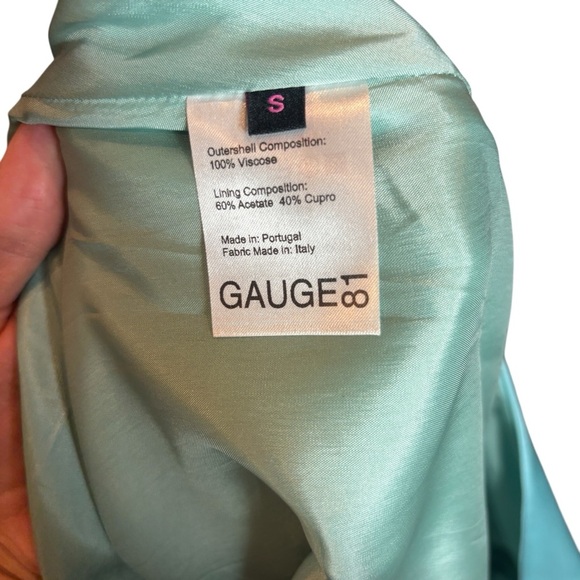 S
Outershell Composition:
100% Viscose
Lining Composition:
60% Acetate 40% Cupro
Made in: Portugal
Fabric Made in: Italy
GAUGE81